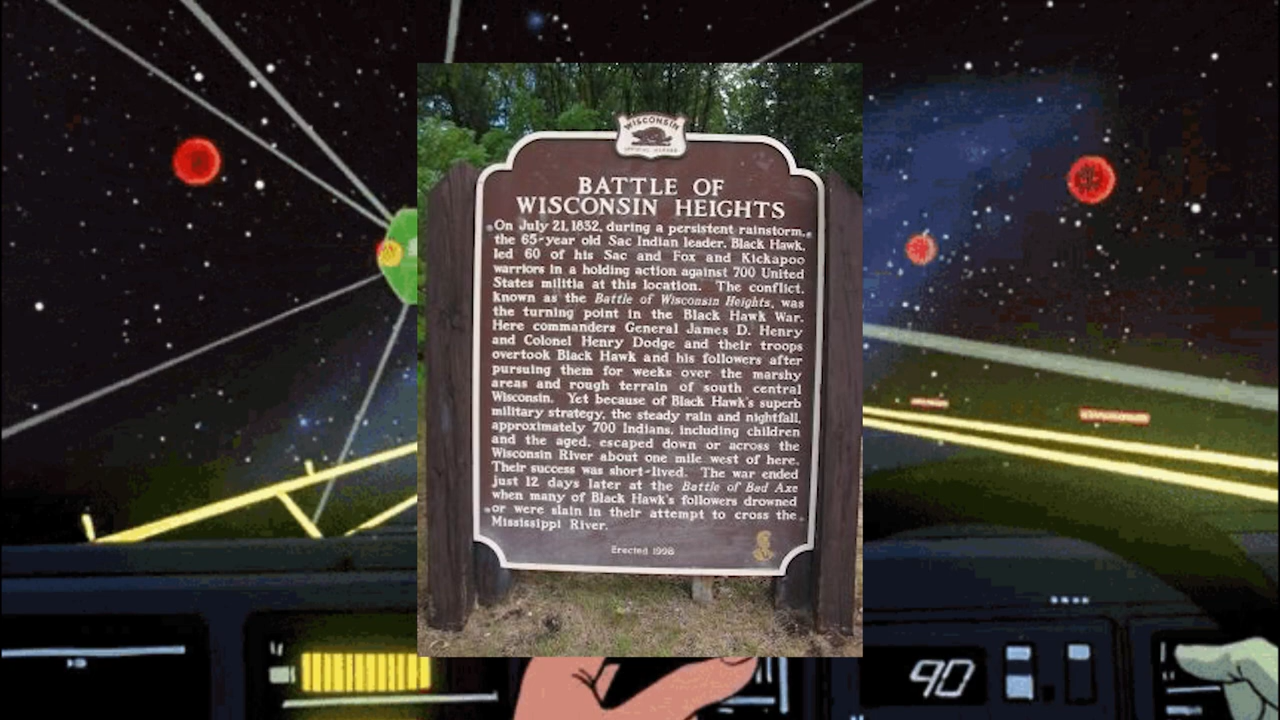 WISCONSIN
BATTLE OF
WISCONSIN HEIGHTS
On July 21, 1832, during a persistent rainstorm,
the 65-year old Sac Indian leader, Black Hawk,
led 60 of his Sac and Fox and Kickapoo
warriors in a holding action against 700 United
States militia at this location. The conflict,
known as the Battle of Wisconsin Heights, was
the turning point in the Black Hawk War.
Here commanders General James D. Henry
and Colonel Henry Dodge and their troops
overtook Black Hawk and his followers after
pursuing them for weeks over the marshy
areas and rough terrain of south central
Wisconsin. Yet because of Black Hawk's superb
military strategy, the steady rain and nightfall,
approximately 700 Indians, including children
and the aged, escaped down or across the
Wisconsin River about one mile west of here.
Their success was short-lived. The war ended
just 12 days later at the Battle of Bad Axe
when many of Black Hawk's followers drowned
or were slain in their attempt to cross the
Mississippi River.
Erected 1998
90